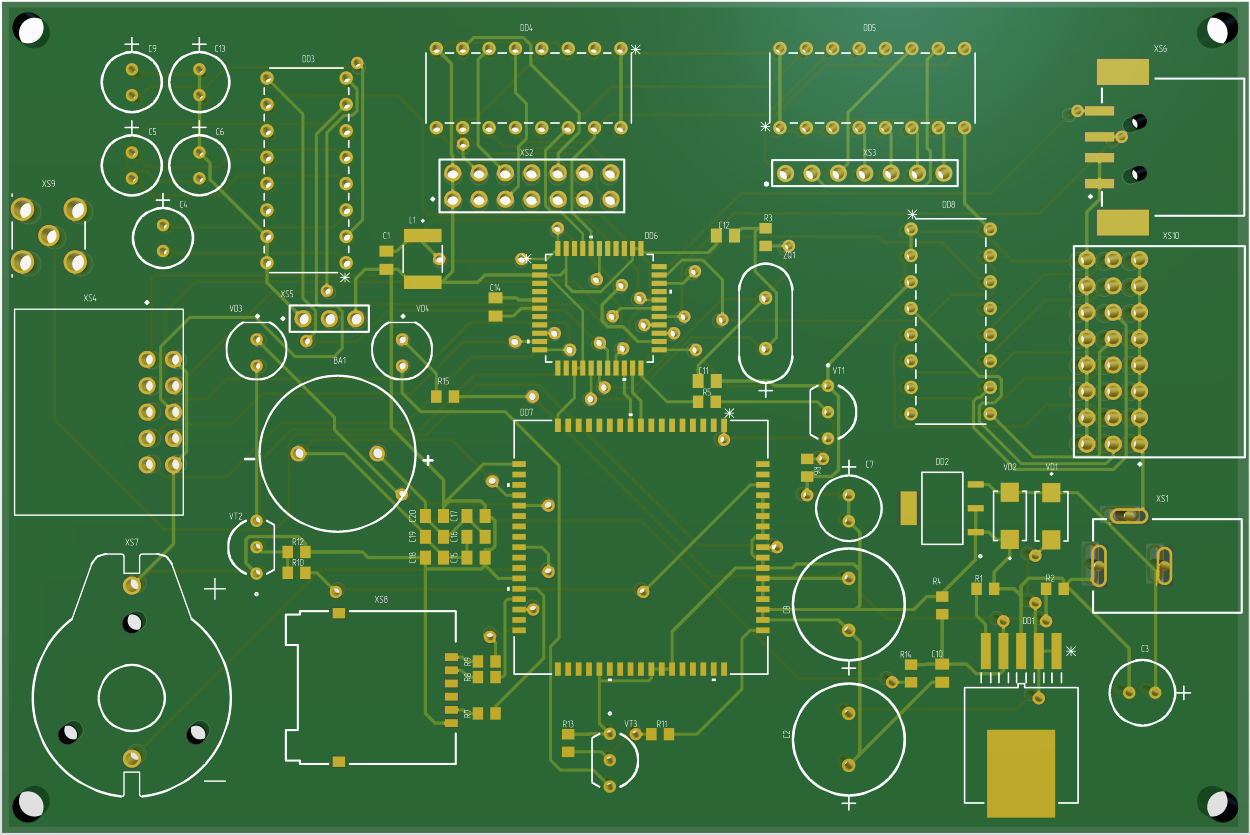 C9
C13
DD3
DD4
DD5
XS6
C5
C6
XS2
XS3
XS9
C4
C1
L1
DD6
C12
R3
ZQ1
DD8
XS10
XS4
XS5
VD3
VD4
C14
BA1
R15
C11
R5
VT1
DD7
+
C20
C17
C19
C16
C18
C15
VT2
R12
R10
C7
DD2
VD2
VD1
XS1
XS7
XS8
R9
R8
R7
C8
R4
R1
R2
DD1
R14
C10
C3
C2
R13
VT3
R11